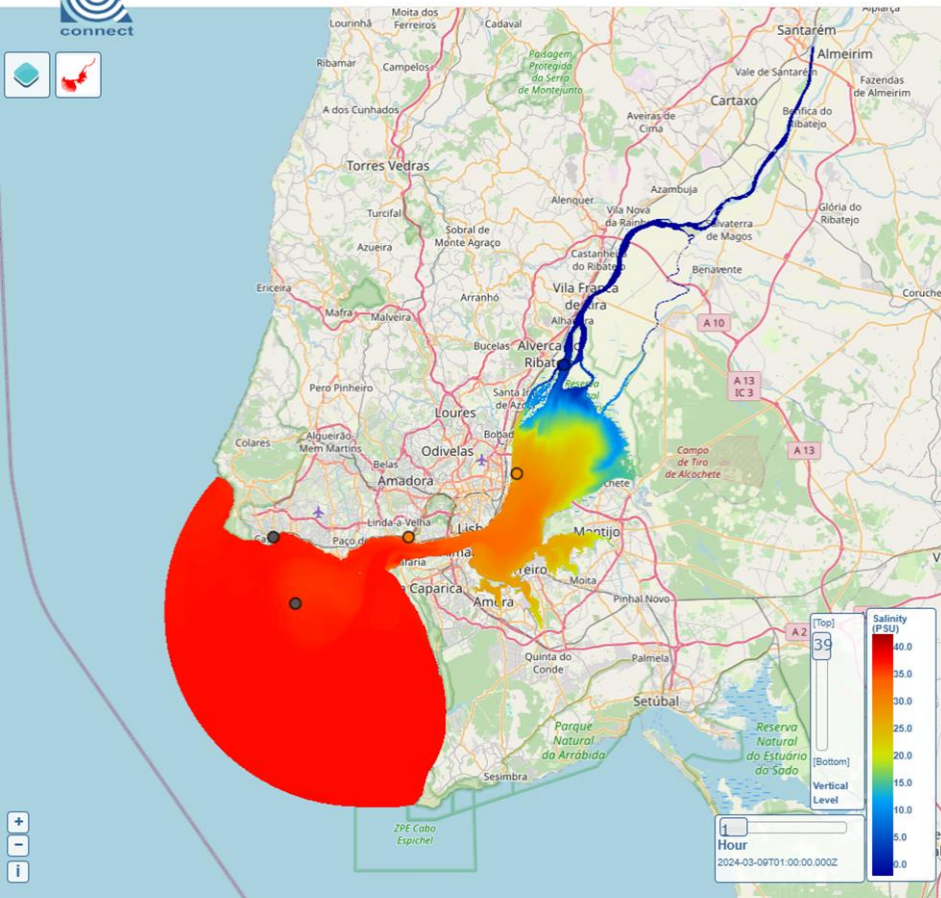 connect
Moita dos
Ferreiros
Lourinhã
Cadaval
Santarém
Almeirim
Ribamar
Campelos
Paisagem
Protegida
da Serra
de Montejunto
Vale de Santarém
Fazendas
de Almeirim
Cartaxo
A dos Cunhados
Aveiras de
Cima
Benfica do
Ribatejo
Torres Vedras
Azambuja
Alenquer
Vila Nova
da Rainha
Glória do
Ribatejo
Turcifal
Sobral de
Monte Agraço
de Magos
Azueira
Castanheira
do Ribatejo
Benavente
Ericeira
Arranhó
Vila Franca
de Xira
Coruche
Mafra
Malveira
A 10
Bucelas
Alverca
A 13
IC 3
Pero Pinheiro
Loures
Colares
Algueirão
Mem Martins
Odivelas
Belas
A 13
Campo
de Tiro
de Alcochete
Amadora
Linda-a-Velha
Montijo
Caparica
Moita
Amora
Pinhal Novo
A 2
Quinta do
Conde
Palmela
Setúbal
Parque
Natural
da Arrábida
Reserva
Natural
do Estuário
do Sado
Sesimbra
ZPE Cabo
Espichel
[Top]
39
[Bottom]
Vertical
Level
Salinity
(PSU)
40.0
35.0
30.0
25.0
20.0
15.0
10.0
5.0
0.0
1
Hour
2024-03-09T01:00:00.000Z
+
−
i